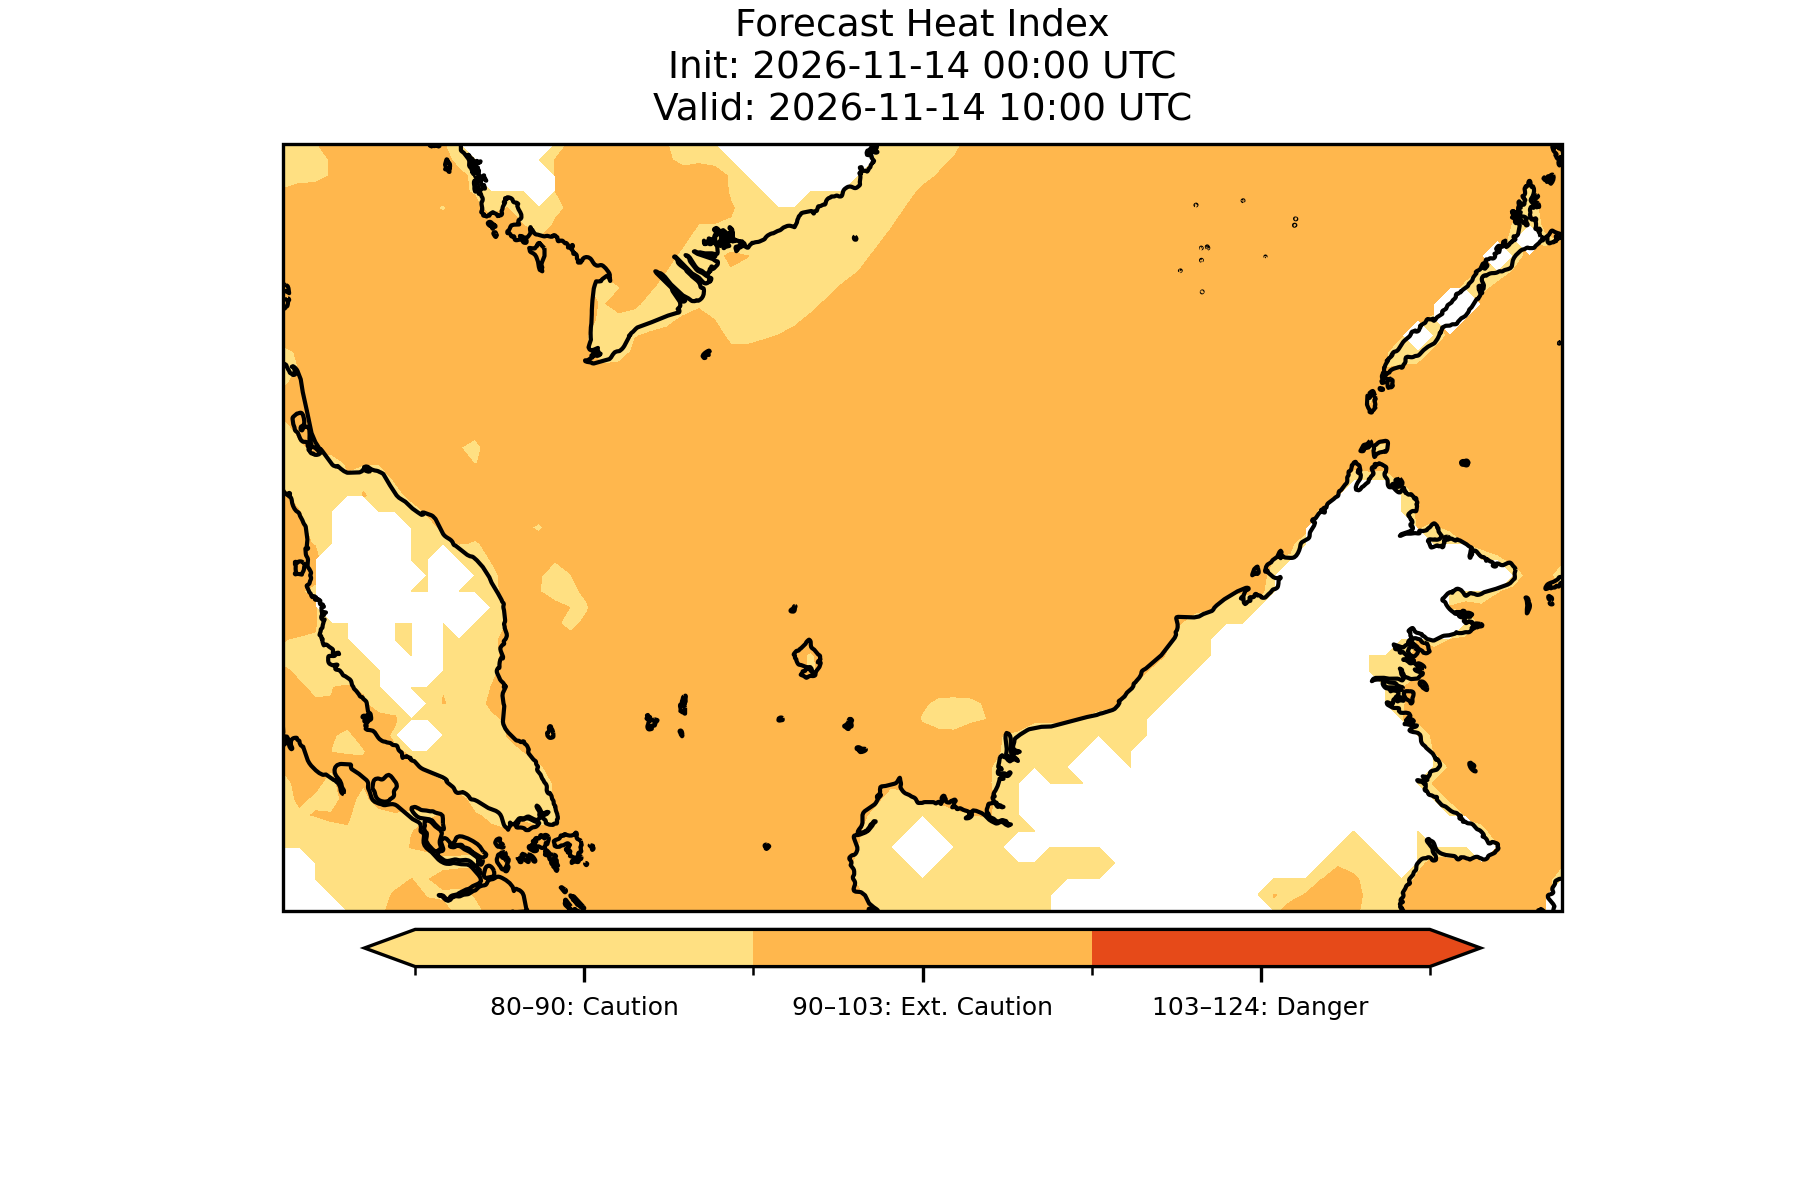 Forecast Heat Index
Init: 2026-11-14 00:00 UTC
Valid: 2026-11-14 10:00 UTC
80–90: Caution
90–103: Ext. Caution
103–124: Danger